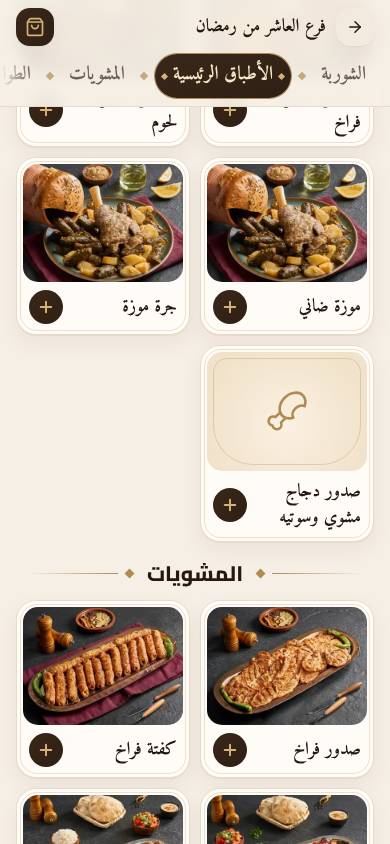 فرع العاشر من رمضان
الشوربة
الأطباق الرئيسية
المشويات
فراخ
لحوم
موزة ضاني
جرة موزة
صدور دجاج
مشوي وسوتيه
المشويات
صدور فراخ
كفتة فراخ